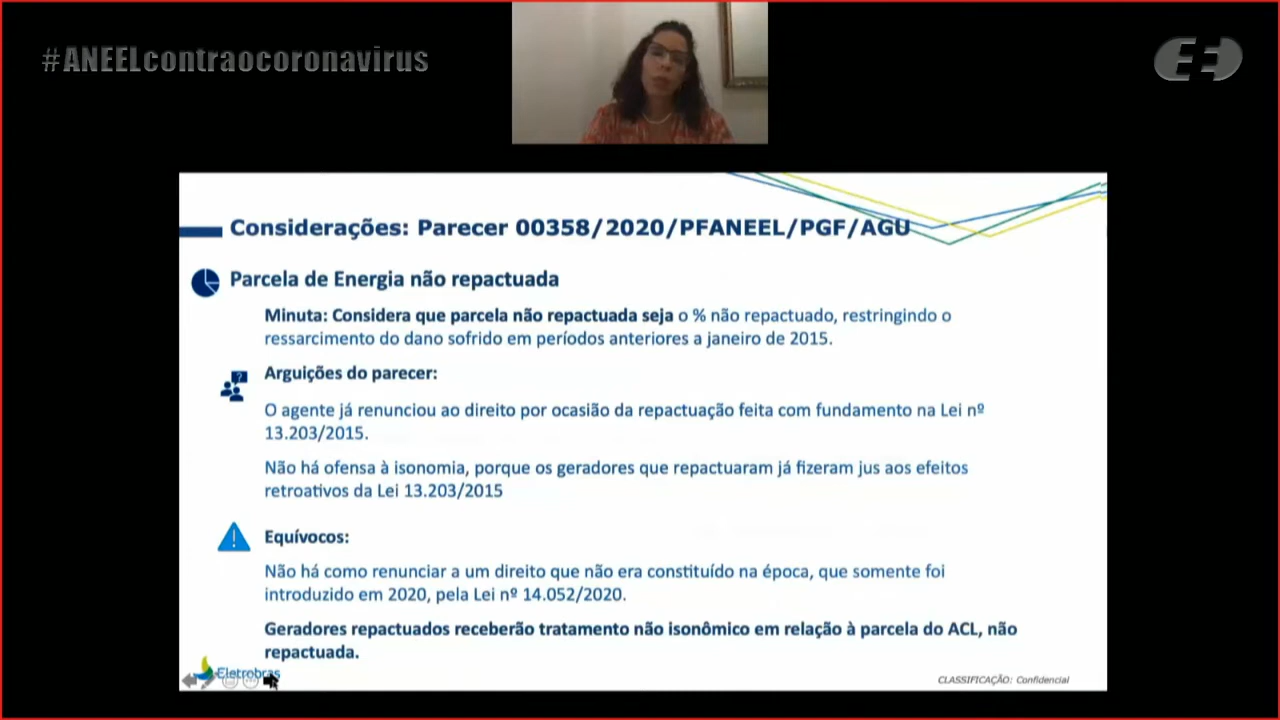 #ANEELcontraocoronavirus
Considerações: Parecer 00358/2020/PFANEEL/PGF/AGU
Parcela de Energia não repactuada
Minuta: Considera que parcela não repactuada seja o % não repactuado, restringindo o
ressarcimento do dano sofrido em períodos anteriores a janeiro de 2015.
Arguições do parecer:
O agente já renunciou ao direito por ocasião da repactuação feita com fundamento na Lei nº
13.203/2015.
Não há ofensa à isonomia, porque os geradores que repactuaram já fizeram jus aos efeitos
retroativos da Lei 13.203/2015
Equívocos:
Não há como renunciar a um direito que não era constituído na época, que somente foi
introduzido em 2020, pela Lei nº 14.052/2020.
Geradores repactuados receberão tratamento não isonômico em relação à parcela do ACL, não
repactuada.
Eletrobras
CLASSIFICAÇÃO: Confidencial